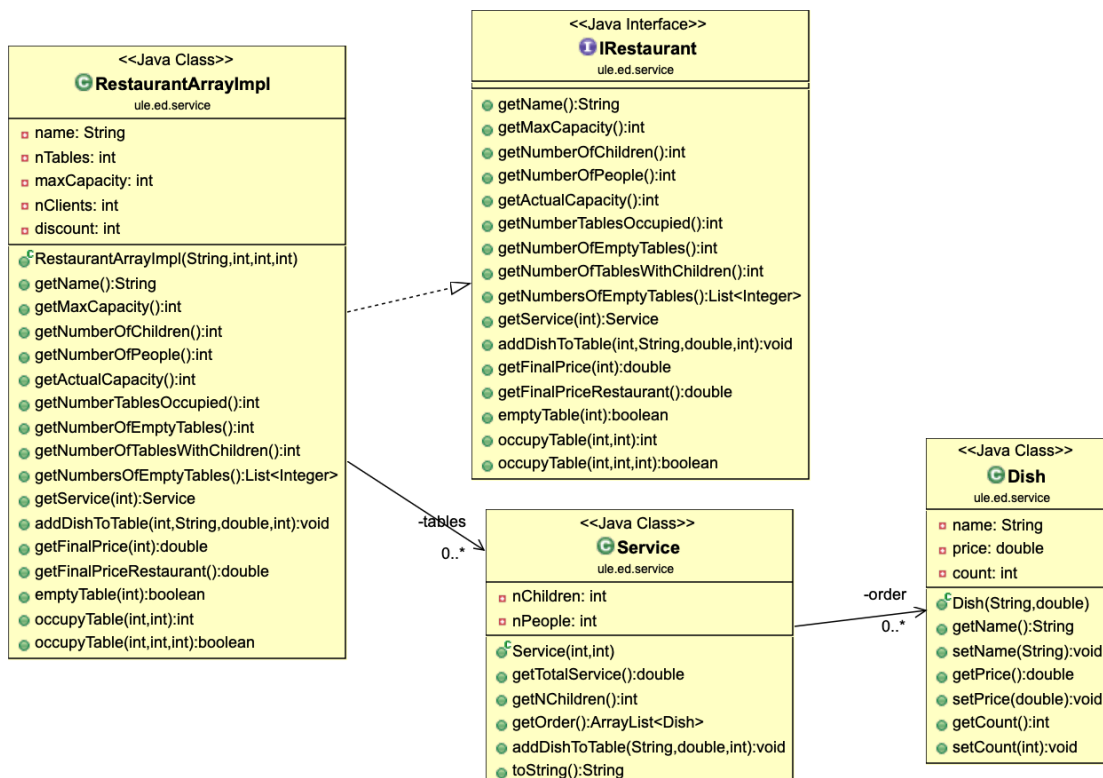 <<Java Class>>
RestaurantArrayImpl
ule.ed.service
name: String
nTables: int
maxCapacity: int
nClients: int
discount: int
RestaurantArrayImpl(String,int,int,int)
getName():String
getMaxCapacity():int
getNumberOfChildren():int
getNumberOfPeople():int
getActualCapacity():int
getNumberTablesOccupied():int
getNumberOfEmptyTables():int
getNumberOfTablesWithChildren():int
getNumbersOfEmptyTables():List<Integer>
getService(int):Service
addDishToTable(int,String,double,int):void
getFinalPrice(int):double
getFinalPriceRestaurant():double
emptyTable(int):boolean
occupyTable(int,int):int
occupyTable(int,int,int):boolean
<<Java Interface>>
IRestaurant
ule.ed.service
getName():String
getMaxCapacity():int
getNumberOfChildren():int
getNumberOfPeople():int
getActualCapacity():int
getNumberTablesOccupied():int
getNumberOfEmptyTables():int
getNumberOfTablesWithChildren():int
getNumbersOfEmptyTables():List<Integer>
getService(int):Service
addDishToTable(int,String,double,int):void
getFinalPrice(int):double
getFinalPriceRestaurant():double
emptyTable(int):boolean
occupyTable(int,int):int
occupyTable(int,int,int):boolean
-tables
0..*
<<Java Class>>
Service
ule.ed.service
nChildren: int
nPeople: int
Service(int,int)
getTotalService():double
getNChildren():int
getOrder():ArrayList<Dish>
addDishToTable(String,double,int):void
toString():String
-order
0..*
<<Java Class>>
Dish
ule.ed.service
name: String
price: double
count: int
Dish(String,double)
getName():String
setName(String):void
getPrice():double
setPrice(double):void
getCount():int
setCount(int):void